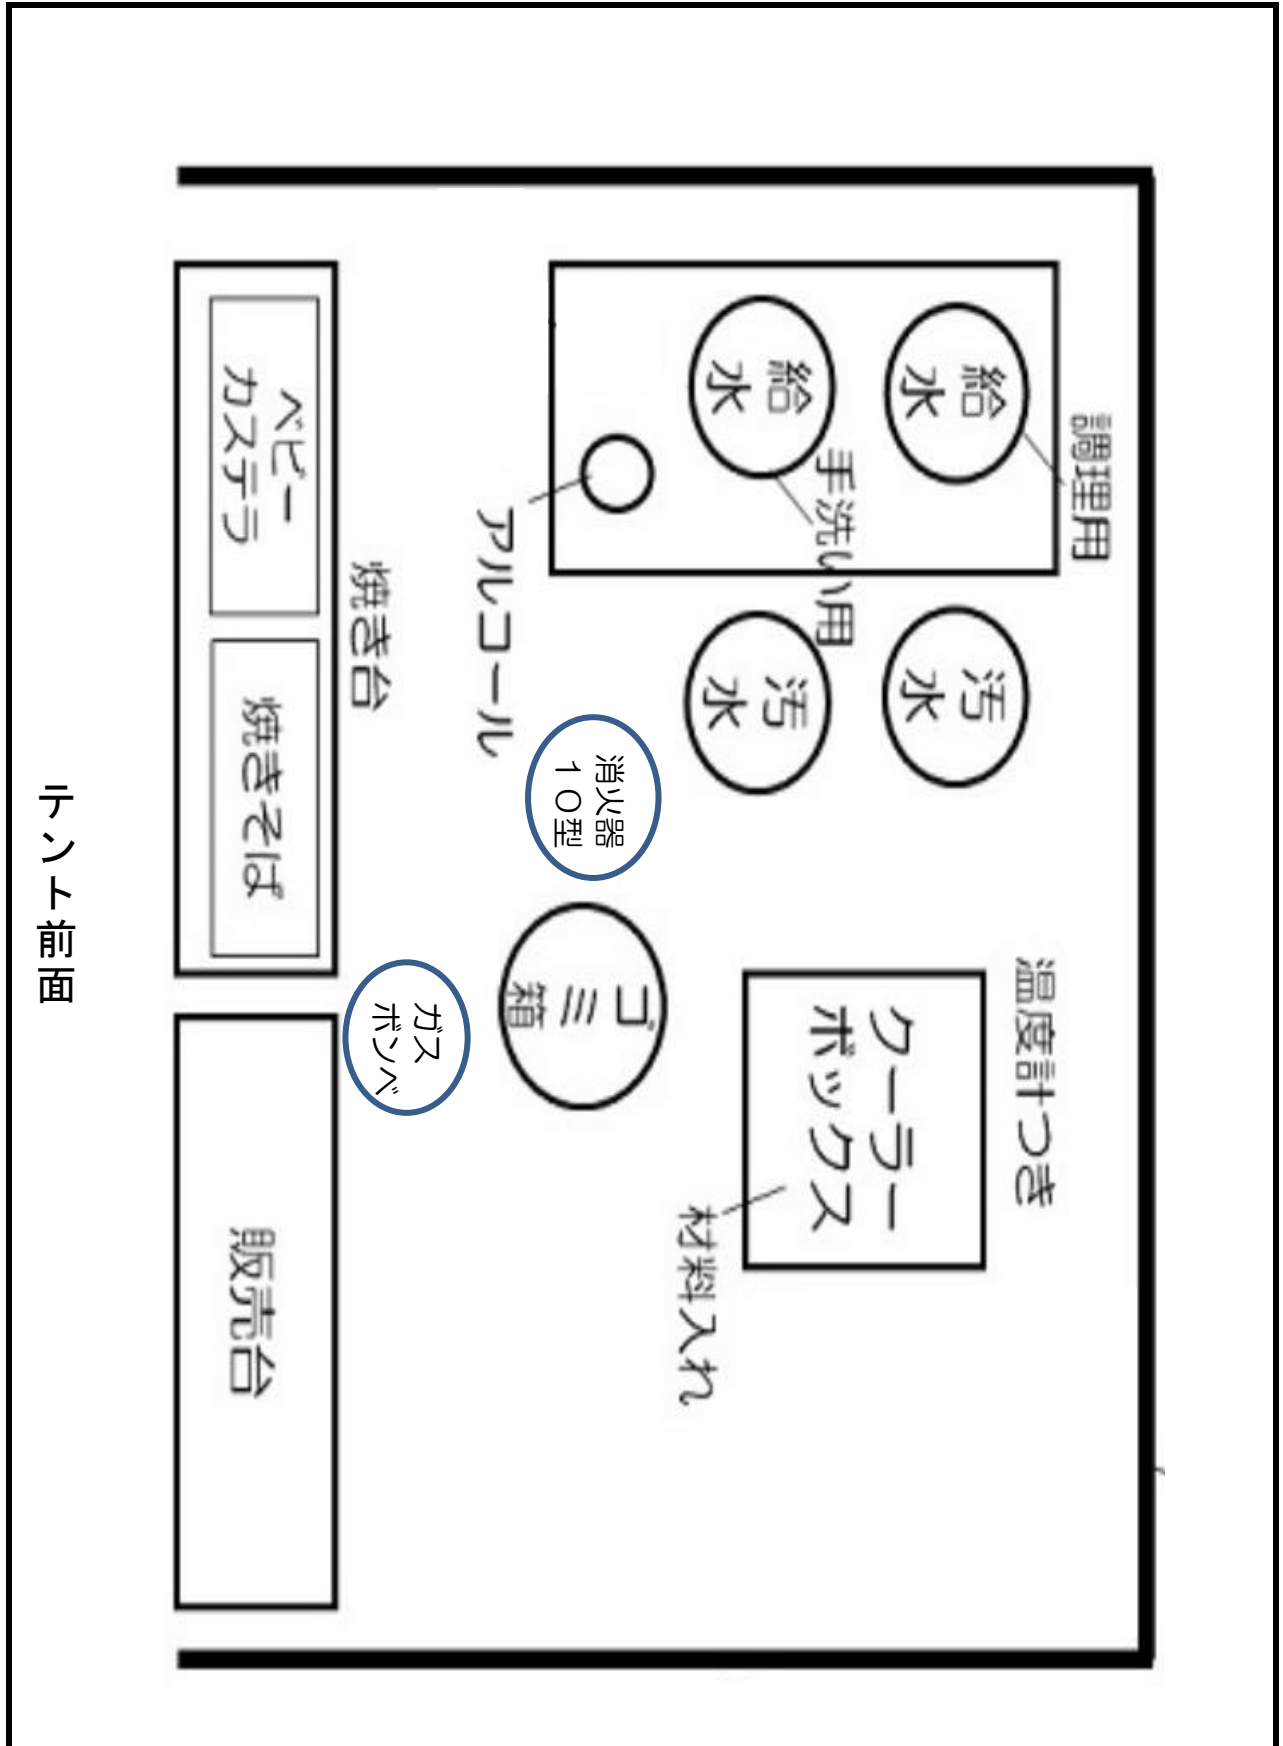 調理用
給
水
給
水
手洗い用
アルコール
汚
水
汚
水
温度計つき
クーラー
ボックス
材料入れ
消火器
１０型
ゴミ
箱
ガス
ボンベ
焼き台
ベビー
カステラ
焼きそば
販売台
テント前面